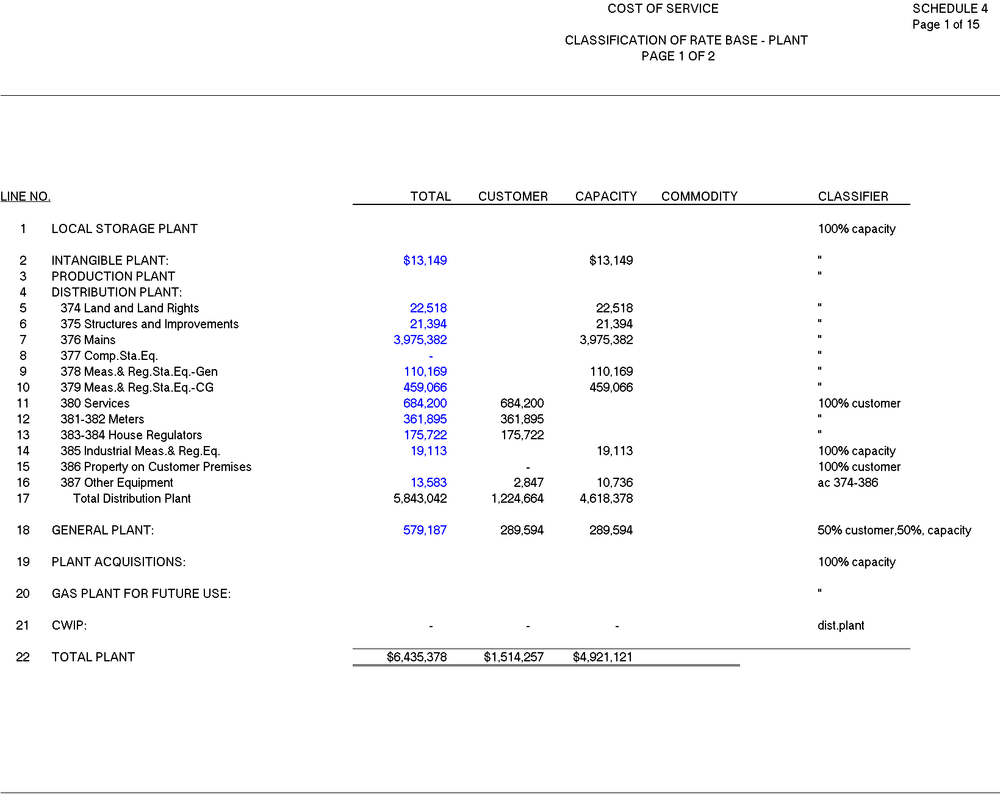 COST OF SERVICE SCHEDULE 4
Page 1 of 15
CLASSIFICATION OF RATE BASE - PLANT
PAGE 1 OF 2
LINE NO. TOTAL CUSTOMER CAPACITY COMMODITY CLASSIFIER
1 LOCAL STORAGE PLANT 100% capacity
2 INTANGIBLE PLANT: $13,149 $13,149 "
3 PRODUCTION PLANT "
4 DISTRIBUTION PLANT:
5 374 Land and Land Rights 22,518 22,518 "
6 375 Structures and Improvements 21,394 21,394 "
7 376 Mains 3,975,382 3,975,382 "
8 377 Comp.Sta.Eq. - "
9 378 Meas.& Reg.Sta.Eq.-Gen 110,169 110,169 "
10 379 Meas.& Reg.Sta.Eq.-CG 459,066 459,066 "
11 380 Services 684,200 684,200 100% customer
12 381-382 Meters 361,895 361,895 "
13 383-384 House Regulators 175,722 175,722 "
14 385 Industrial Meas.& Reg.Eq. 19,113 19,113 100% capacity
15 386 Property on Customer Premises - 100% customer
16 387 Other Equipment 13,583 2,847 10,736 ac 374-386
17 Total Distribution Plant 5,843,042 1,224,664 4,618,378
18 GENERAL PLANT: 579,187 289,594 289,594 50% customer,50%, capacity
19 PLANT ACQUISITIONS: 100% capacity
20 GAS PLANT FOR FUTURE USE: "
21 CWIP: - - - dist.plant
22 TOTAL PLANT $6,435,378 $1,514,257 $4,921,121